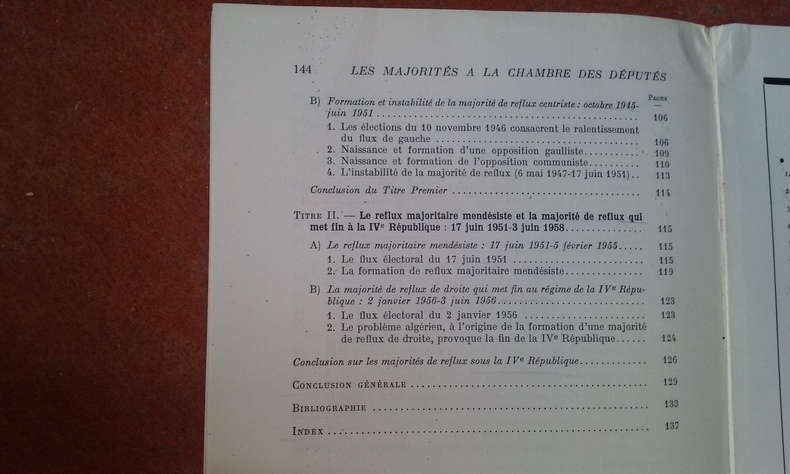 144 LES MAJORITÉS A LA CHAMBRE DES DÉPUTÉS
PAGES
B) Formation et instabilité de la majorité de reflux centriste : octobre 1945-
juin 1951 ........ 106
1. Les élections du 10 novembre 1946 consacrent le ralentissement
du flux de gauche ........ 106
2. Naissance et formation d'une opposition gaulliste ........ 109
3. Naissance et formation de l'opposition communiste ........ 110
4. L'instabilité de la majorité de reflux (6 mai 1947-17 juin 1951) .. 113
Conclusion du Titre Premier ........ 114
TITRE II. — Le reflux majoritaire mendésiste et la majorité de reflux qui
met fin à la IVe République : 17 juin 1951-3 juin 1958 ........ 115
A) Le reflux majoritaire mendésiste : 17 juin 1951-5 février 1955 ..... 115
1. Le flux électoral du 17 juin 1951 ........ 115
2. La formation de reflux majoritaire mendésiste ........ 119
B) La majorité de reflux de droite qui met fin au régime de la IVe Répu-
blique : 2 janvier 1956-3 juin 1956 ........ 123
1. Le flux électoral du 2 janvier 1956 ........ 123
2. Le problème algérien, à l'origine de la formation d'une majorité
de reflux de droite, provoque la fin de la IVe République ...... 124
Conclusion sur les majorités de reflux sous la IVe République ........ 126
CONCLUSION GÉNÉRALE ........ 129
BIBLIOGRAPHIE ........ 133
INDEX ........ 137